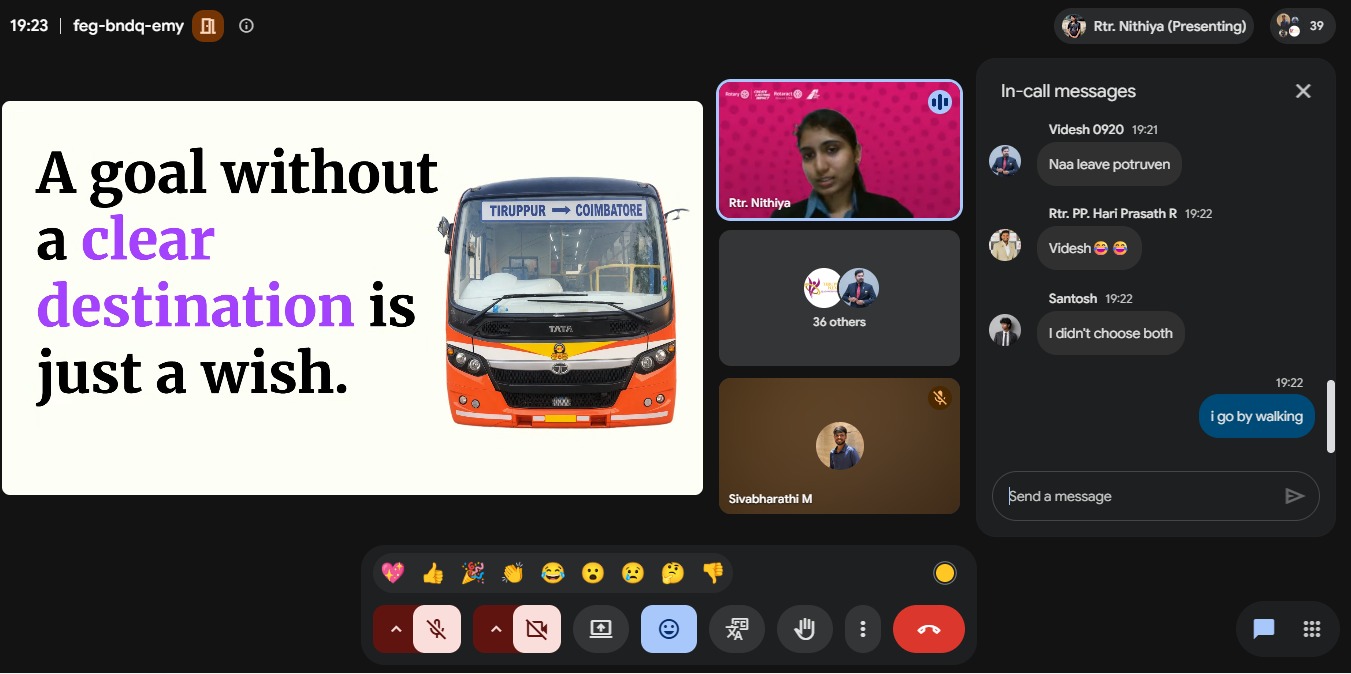 19:23 | feg-bndq-emy
Rtr. Nithiya (Presenting)
39
A goal without
a clear
destination is
just a wish.
TIRUPPUR → COIMBATORE
TATA
Rotary
Rotaract
Rtr. Nithiya
36 others
Sivabharathi M
In-call messages
Videsh 0920 19:21
Naa leave potruven
Rtr. PP. Hari Prasath R 19:22
Videsh😂 😂
Santosh 19:22
I didn't choose both
19:22
i go by walking
Send a message